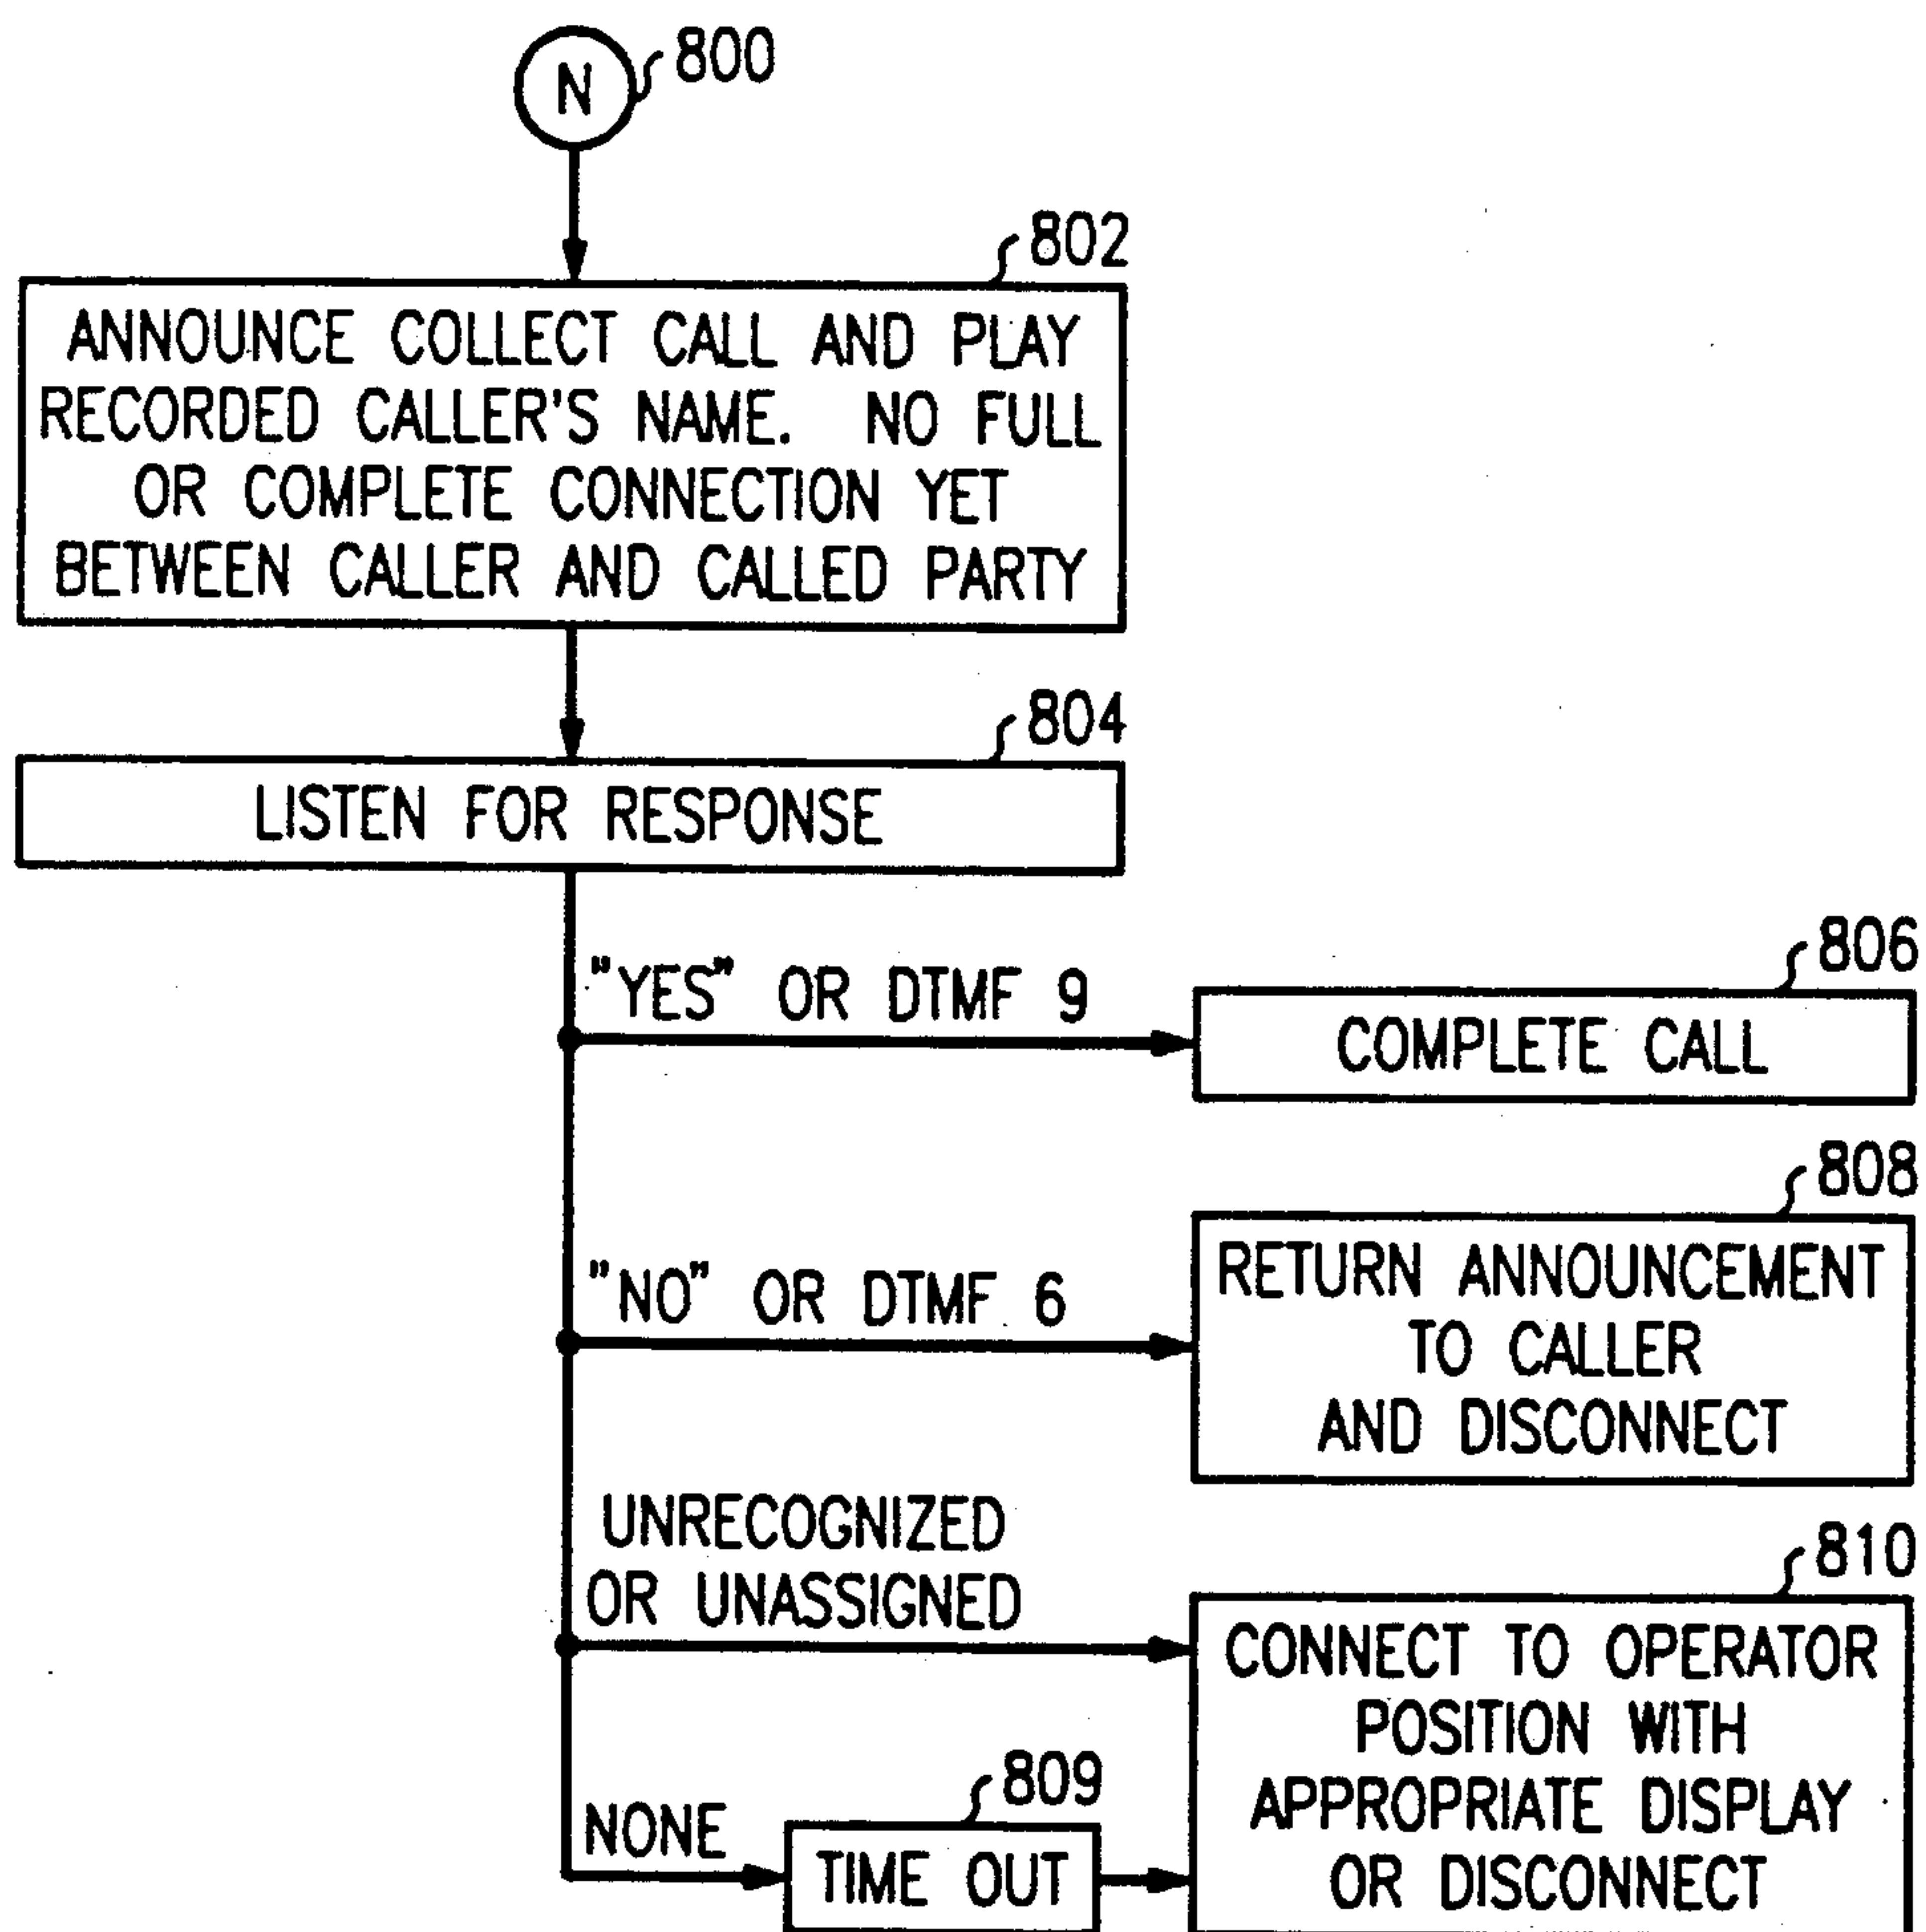 N
800
802
ANNOUNCE COLLECT CALL AND PLAY
RECORDED CALLER'S NAME. NO FULL
OR COMPLETE CONNECTION YET
BETWEEN CALLER AND CALLED PARTY
804
LISTEN FOR RESPONSE
"YES" OR DTMF 9
806
COMPLETE CALL
"NO" OR DTMF 6
808
RETURN ANNOUNCEMENT
TO CALLER
AND DISCONNECT
UNRECOGNIZED
OR UNASSIGNED
810
CONNECT TO OPERATOR
POSITION WITH
APPROPRIATE DISPLAY
OR DISCONNECT
NONE
809
TIME OUT